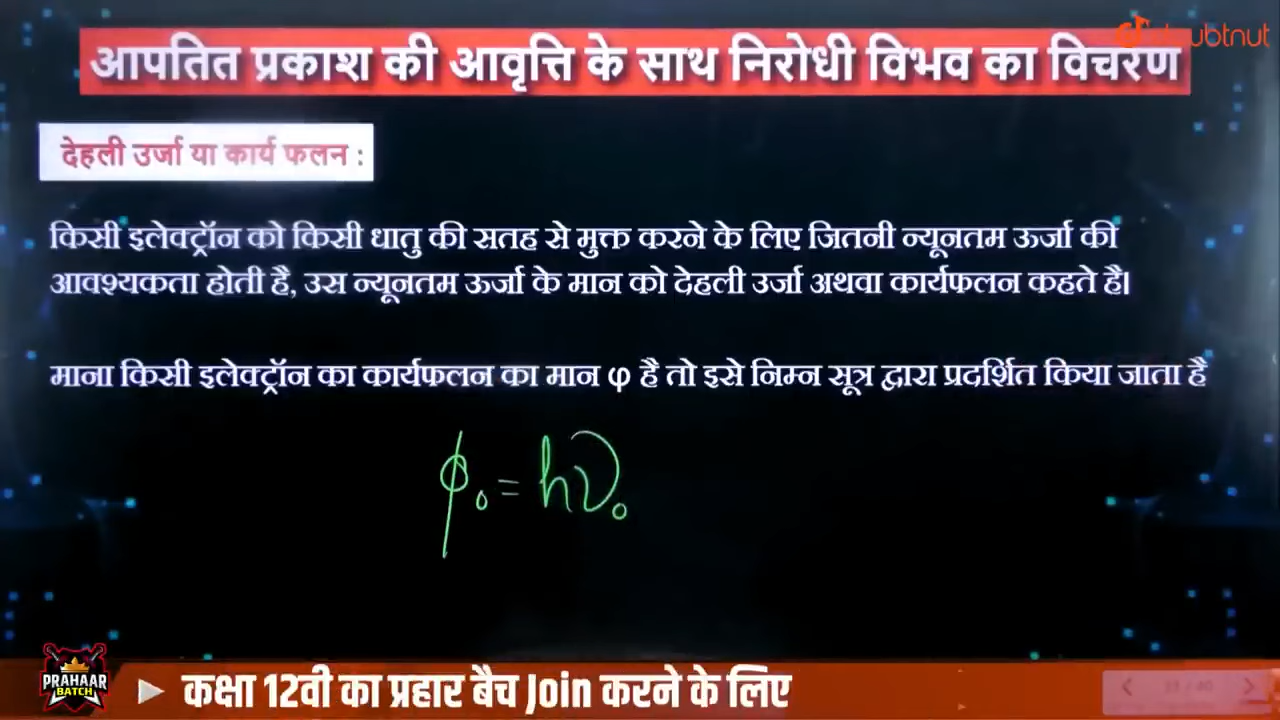 doubtnut
आपतित प्रकाश की आवृत्ति के साथ निरोधी विभव का विचरण
देहली उर्जा या कार्य फलन :
किसी इलेक्ट्रॉन को किसी धातु की सतह से मुक्त करने के लिए जितनी न्यूनतम ऊर्जा की
आवश्यकता होती है, उस न्यूनतम ऊर्जा के मान को देहली उर्जा अथवा कार्यफलन कहते है।
माना किसी इलेक्ट्रॉन का कार्यफलन का मान φ है तो इसे निम्न सूत्र द्वारा प्रदर्शित किया जाता है
ϕ₀ = hν₀
PRAHAAR
BATCH
कक्षा 12वी का प्रहार बैच Join करने के लिए